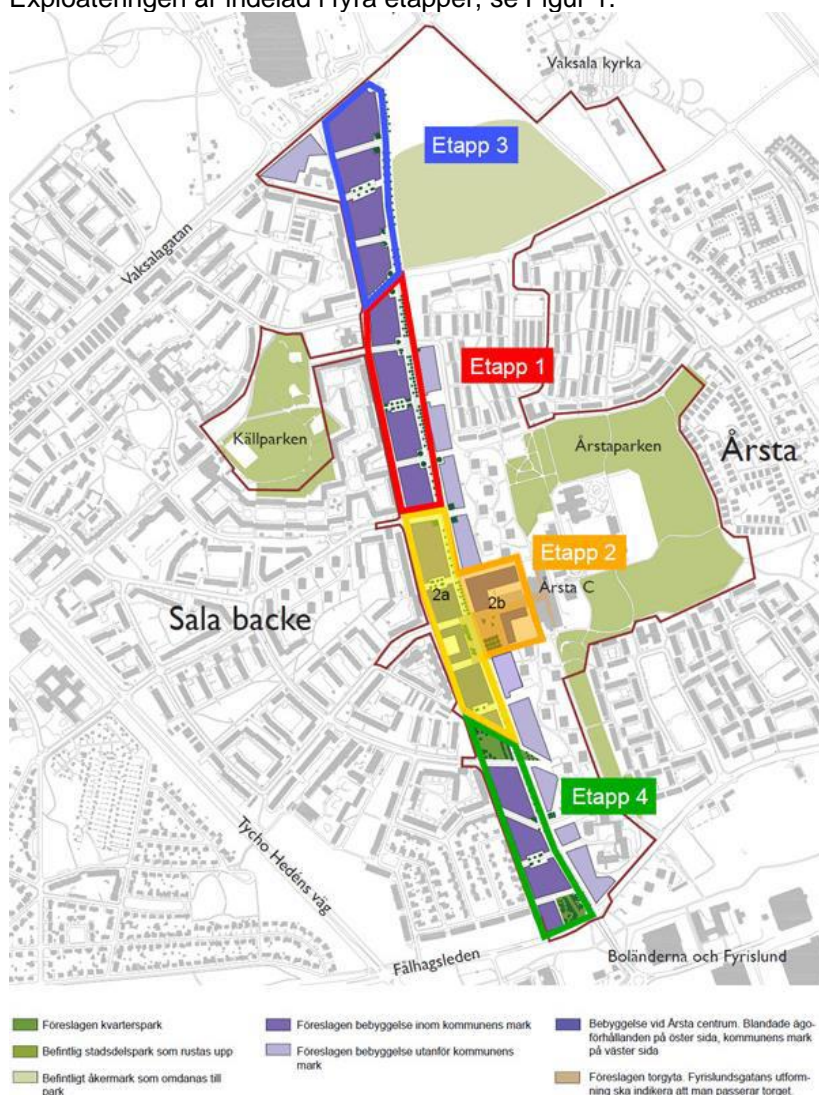 Exploateringen är indelad i fyra etapper, se Figur 1.
Vaksala kyrka
Etapp 3
Vaksalagatan
Etapp 1
Källparken
Årstaparken
Årsta
Etapp 2
Årsta C
2a
2b
Sala backe
Etapp 4
Tycho Hedéns väg
Fålhagsleden
Boländerna och Fyrislund
Föreslagen kvarterspark
Befintlig stadsdelspark som rustas upp
Befintligt åkermark som omdanas till
park
Föreslagen bebyggelse inom kommunens mark
Föreslagen bebyggelse utanför kommunens
mark
Bebyggelse vid Årsta centrum. Blandade ägo-
förhållanden på öster sida, kommunens mark
på väster sida
Föreslagen torgyta. Fyrislundsgatans utform-
ning ska indikera att man passerar torget.